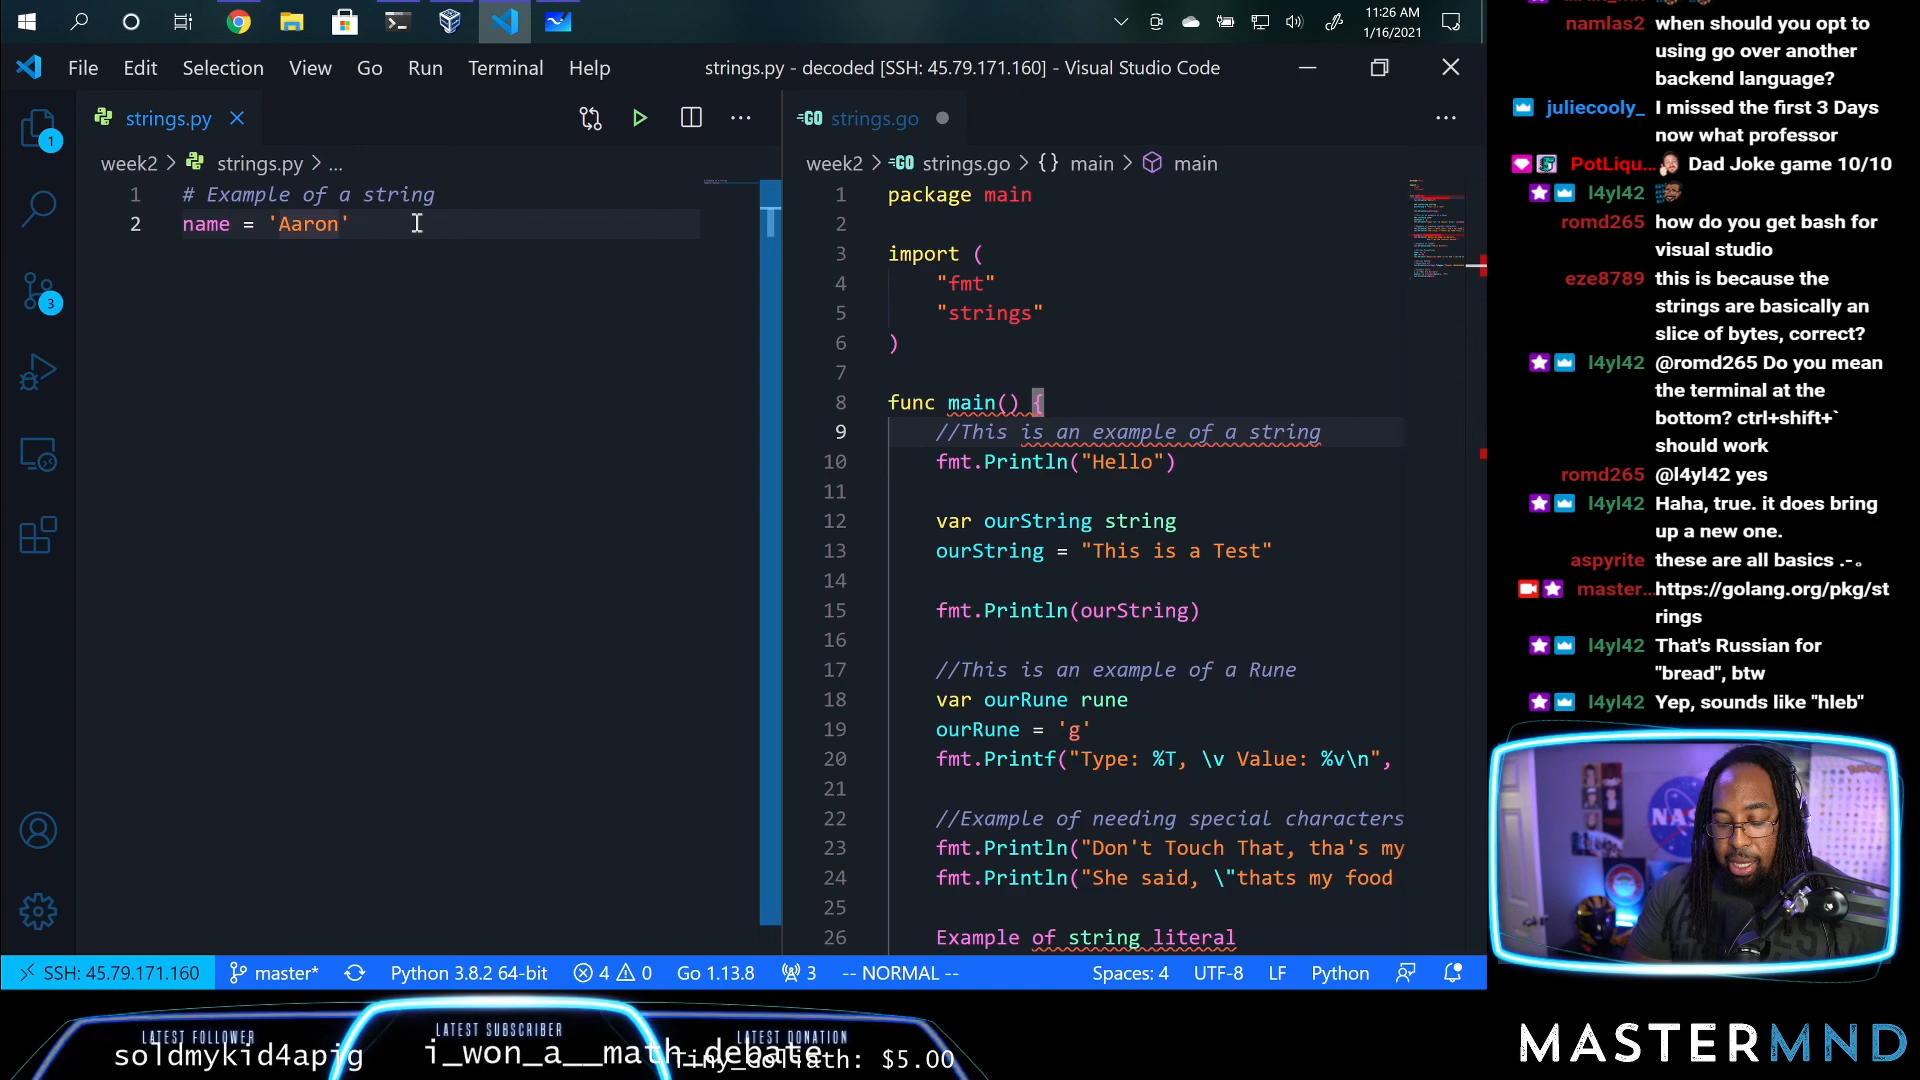 11:26 AM
1/16/2021
File Edit Selection View Go Run Terminal Help
strings.py - decoded [SSH: 45.79.171.160] - Visual Studio Code
strings.py
week2 > strings.py > ...
1 # Example of a string
2 name = 'Aaron'
GO strings.go
week2 > GO strings.go > {} main > main
1 package main
2
3 import (
4 "fmt"
5 "strings"
6 )
7
8 func main() {
9 //This is an example of a string
10 fmt.Println("Hello")
11
12 var ourString string
13 ourString = "This is a Test"
14
15 fmt.Println(ourString)
16
17 //This is an example of a Rune
18 var ourRune rune
19 ourRune = 'g'
20 fmt.Printf("Type: %T, \v Value: %v\n",
21
22 //Example of needing special characters
23 fmt.Println("Don't Touch That, tha's my
24 fmt.Println("She said, \"thats my food
25
26 Example of string literal
1
3
SSH: 45.79.171.160 master* Python 3.8.2 64-bit 4 0 Go 1.13.8 3 -- NORMAL -- Spaces: 4 UTF-8 LF Python
namlas2 when should you opt to
using go over another
backend language?
juliecooly_ I missed the first 3 Days
now what professor
PotLiqu... Dad Joke game 10/10
l4yl42
romd265 how do you get bash for
visual studio
eze8789 this is because the
strings are basically an
slice of bytes, correct?
l4yl42 @romd265 Do you mean
the terminal at the
bottom? ctrl+shift+`
should work
romd265 @l4yl42 yes
l4yl42 Haha, true. it does bring
up a new one.
aspyrite these are all basics .-。
master... https://golang.org/pkg/st
rings
l4yl42 That's Russian for
"bread", btw
l4yl42 Yep, sounds like "hleb"
NASA
LATEST FOLLOWER
soldmykid4apig
LATEST SUBSCRIBER
i_won_a__math_debate
LATEST DONATION
Tiny_Goliath: $5.00
MASTERMND